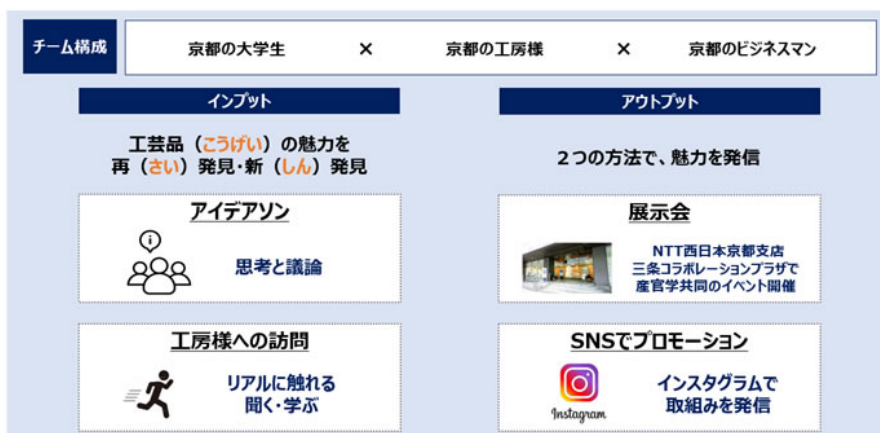 チーム構成
京都の大学生 × 京都の工房様 × 京都のビジネスマン
インプット
工芸品（こうげい）の魅力を
再（さい）発見・新（しん）発見
アイデアソン
思考と議論
工房様への訪問
リアルに触れる
聞く・学ぶ
アウトプット
２つの方法で、魅力を発信
展示会
NTT西日本京都支店
三条コラボレーションプラザで
産官学共同のイベント開催
SNSでプロモーション
Instagram
インスタグラムで
取組みを発信